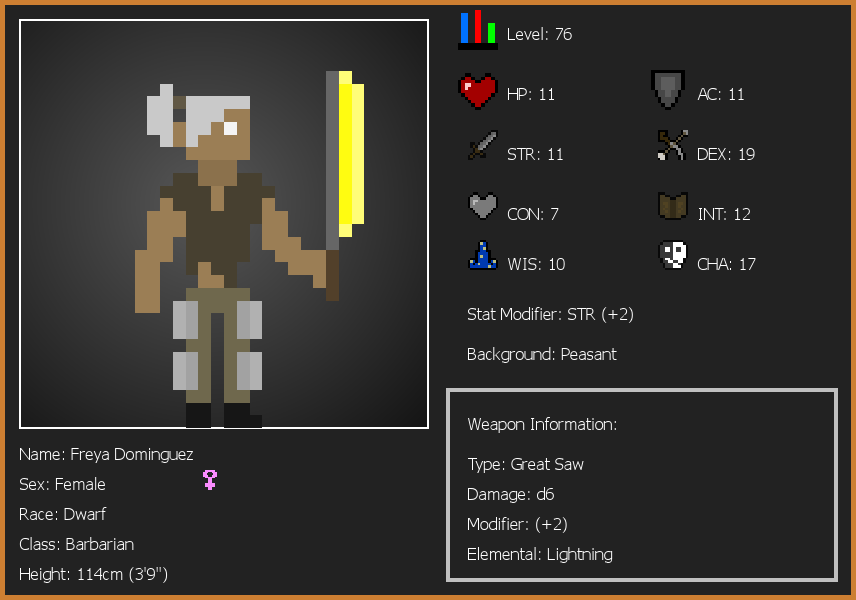 Level: 76
HP: 11
AC: 11
STR: 11
DEX: 19
CON: 7
INT: 12
WIS: 10
CHA: 17
Stat Modifier: STR (+2)
Background: Peasant
Weapon Information:
Type: Great Saw
Damage: d6
Modifier: (+2)
Elemental: Lightning
Name: Freya Dominguez
Sex: Female
Race: Dwarf
Class: Barbarian
Height: 114cm (3'9")